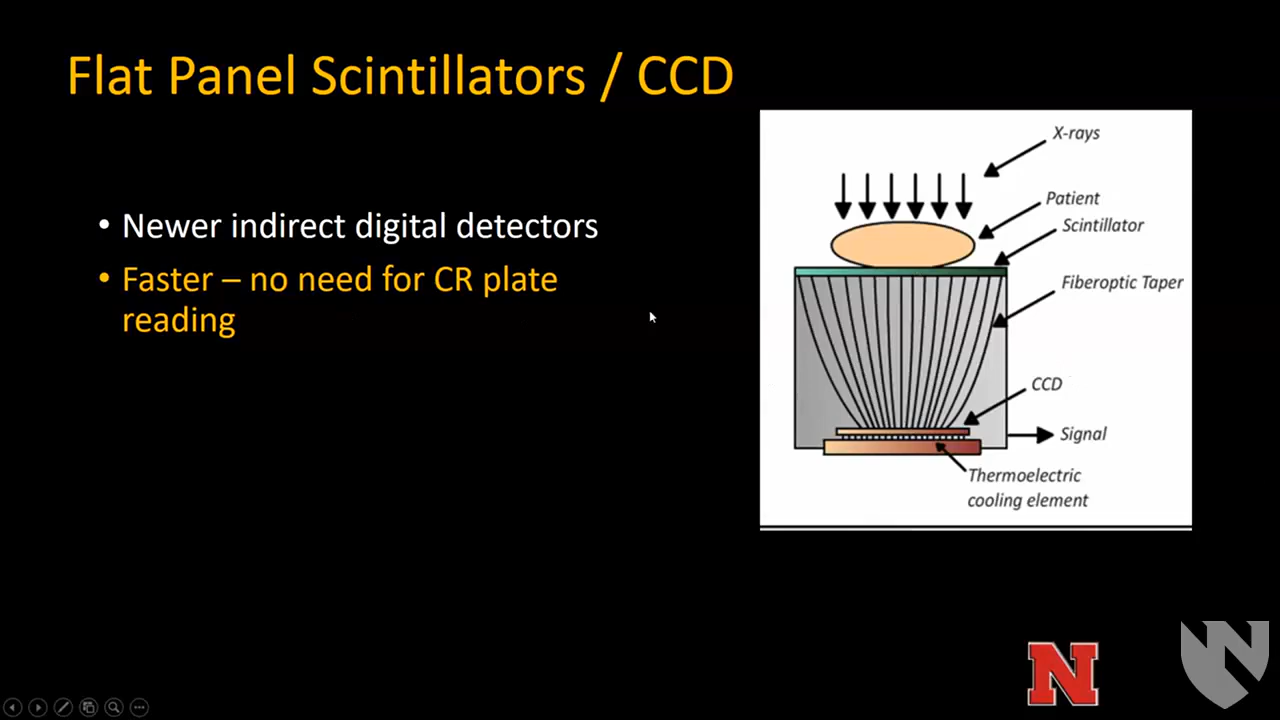 Flat Panel Scintillators / CCD
• Newer indirect digital detectors
• Faster – no need for CR plate
reading
X-rays
Patient
Scintillator
Fiberoptic Taper
CCD
Signal
Thermoelectric
cooling element
N